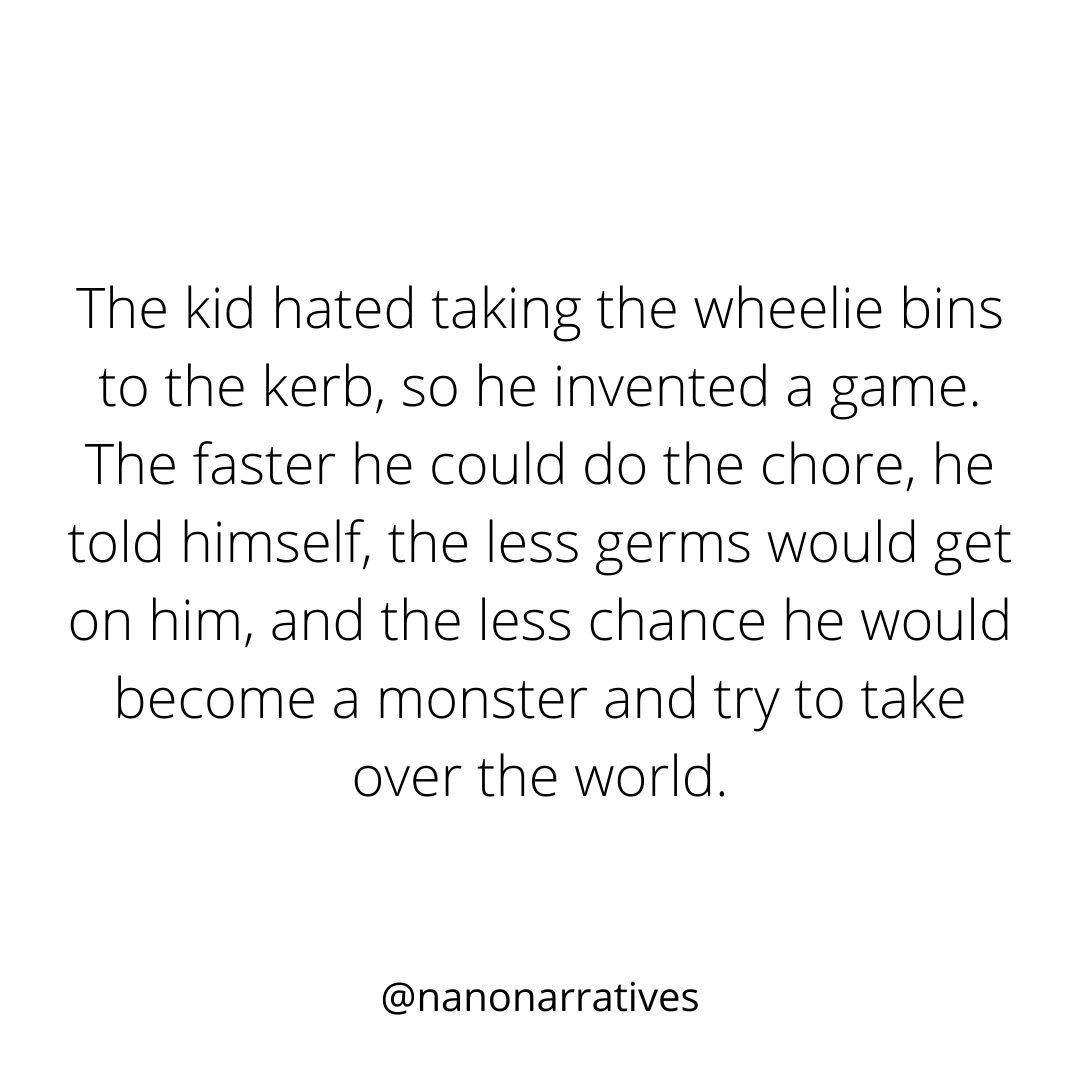 The kid hated taking the wheelie bins
to the kerb, so he invented a game.
The faster he could do the chore, he
told himself, the less germs would get
on him, and the less chance he would
become a monster and try to take
over the world.
@nanonarratives